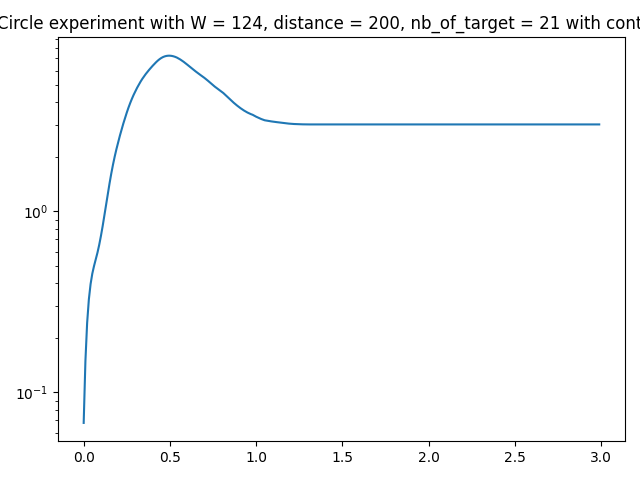 Circle experiment with W = 124, distance = 200, nb_of_target = 21 with cont
10⁰
10⁻¹
0.0 0.5 1.0 1.5 2.0 2.5 3.0